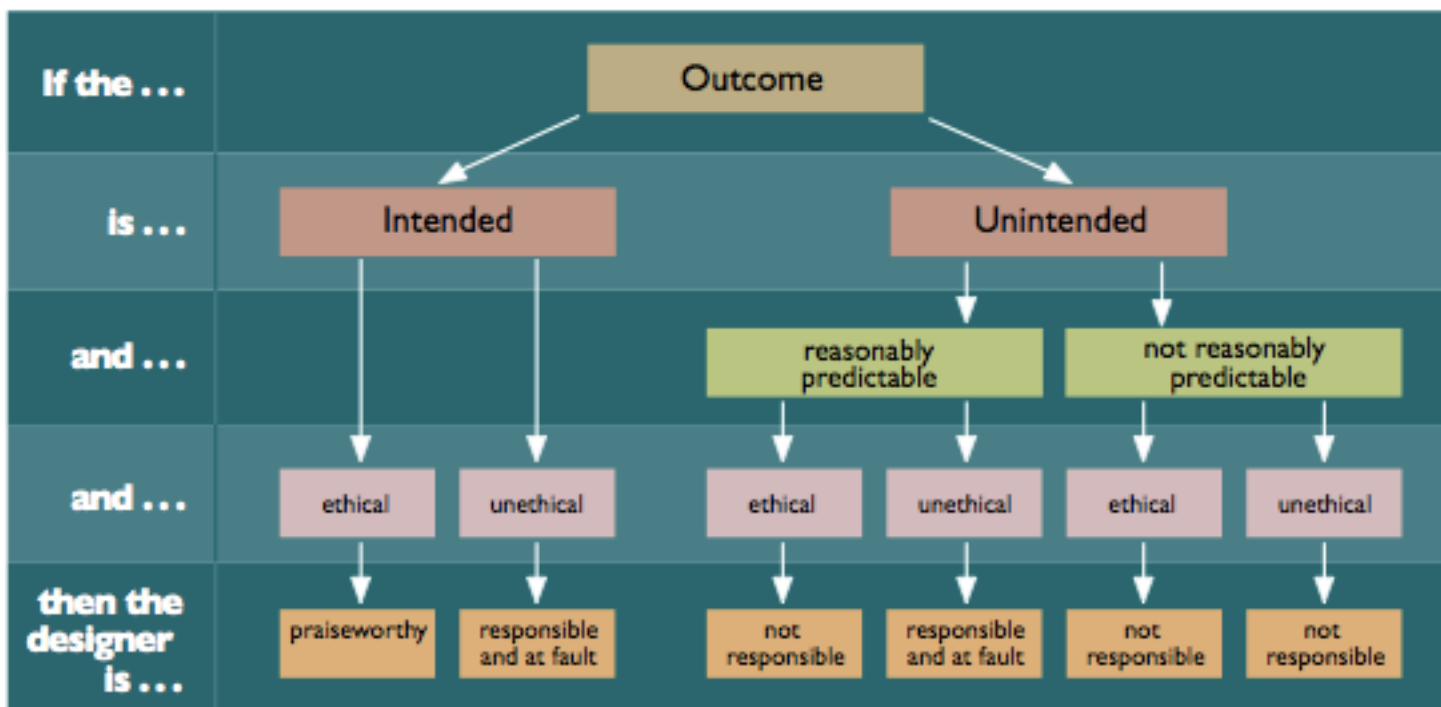 If the ...
Outcome
is ...
Intended
Unintended
and ...
reasonably
predictable
not reasonably
predictable
and ...
ethical
unethical
ethical
unethical
ethical
unethical
then the
designer
is ...
praiseworthy
responsible
and at fault
not
responsible
responsible
and at fault
not
responsible
not
responsible